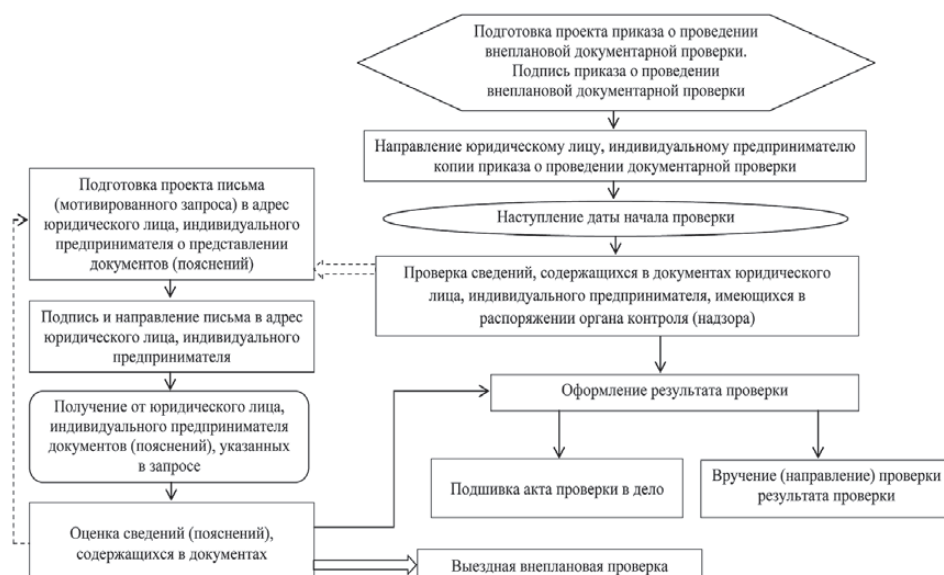 Подготовка проекта приказа о проведении
внеплановой документарной проверки.
Подпись приказа о проведении
внеплановой документарной проверки
Направление юридическому лицу, индивидуальному предпринимателю
копии приказа о проведении документарной проверки
Наступление даты начала проверки
Проверка сведений, содержащихся в документах юридического
лица, индивидуального предпринимателя, имеющихся в
распоряжении органа контроля (надзора)
Подготовка проекта письма
(мотивированного запроса) в адрес
юридического лица, индивидуального
предпринимателя о представлении
документов (пояснений)
Подпись и направление письма в адрес
юридического лица, индивидуального
предпринимателя
Получение от юридического лица,
индивидуального предпринимателя
документов (пояснений), указанных
в запросе
Оценка сведений (пояснений),
содержащихся в документах
Оформление результата проверки
Подшивка акта проверки в дело
Вручение (направление) проверки
результата проверки
Выездная внеплановая проверка